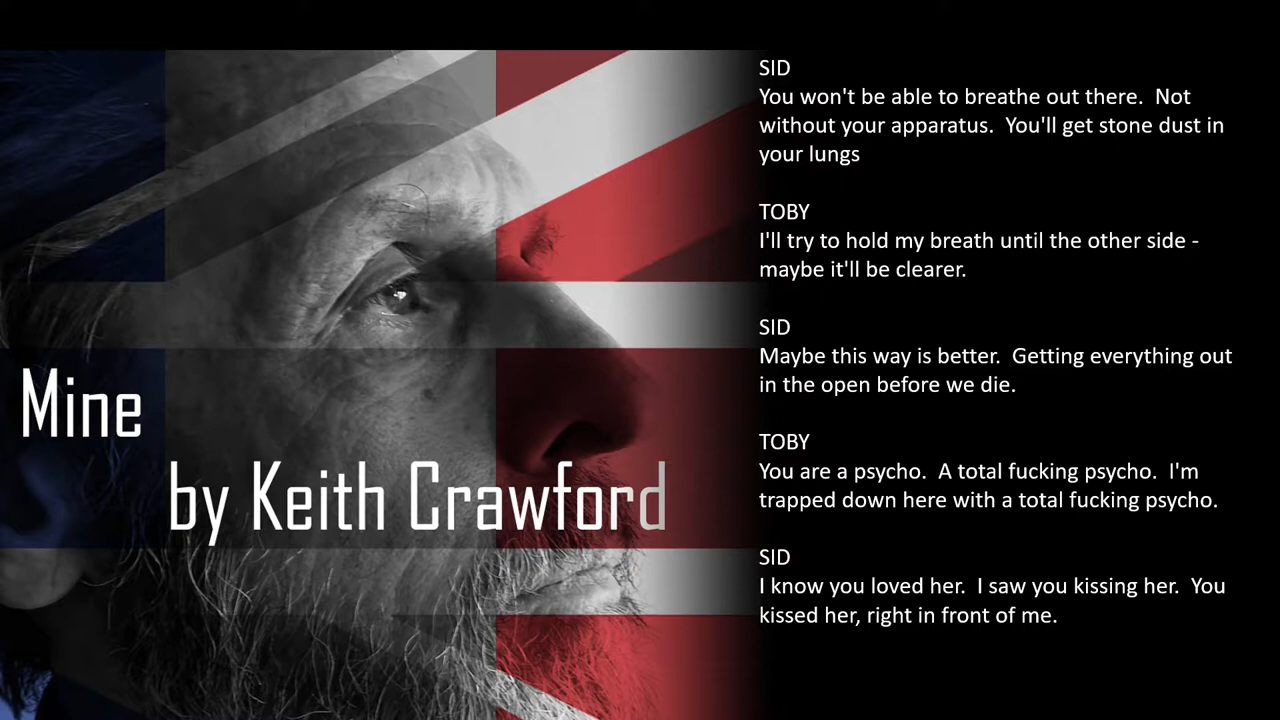 Mine
by Keith Crawford
SID
You won't be able to breathe out there.  Not
without your apparatus.  You'll get stone dust in
your lungs
TOBY
I'll try to hold my breath until the other side -
maybe it'll be clearer.
SID
Maybe this way is better.  Getting everything out
in the open before we die.
TOBY
You are a psycho.  A total fucking psycho.  I'm
trapped down here with a total fucking psycho.
SID
I know you loved her.  I saw you kissing her.  You
kissed her, right in front of me.